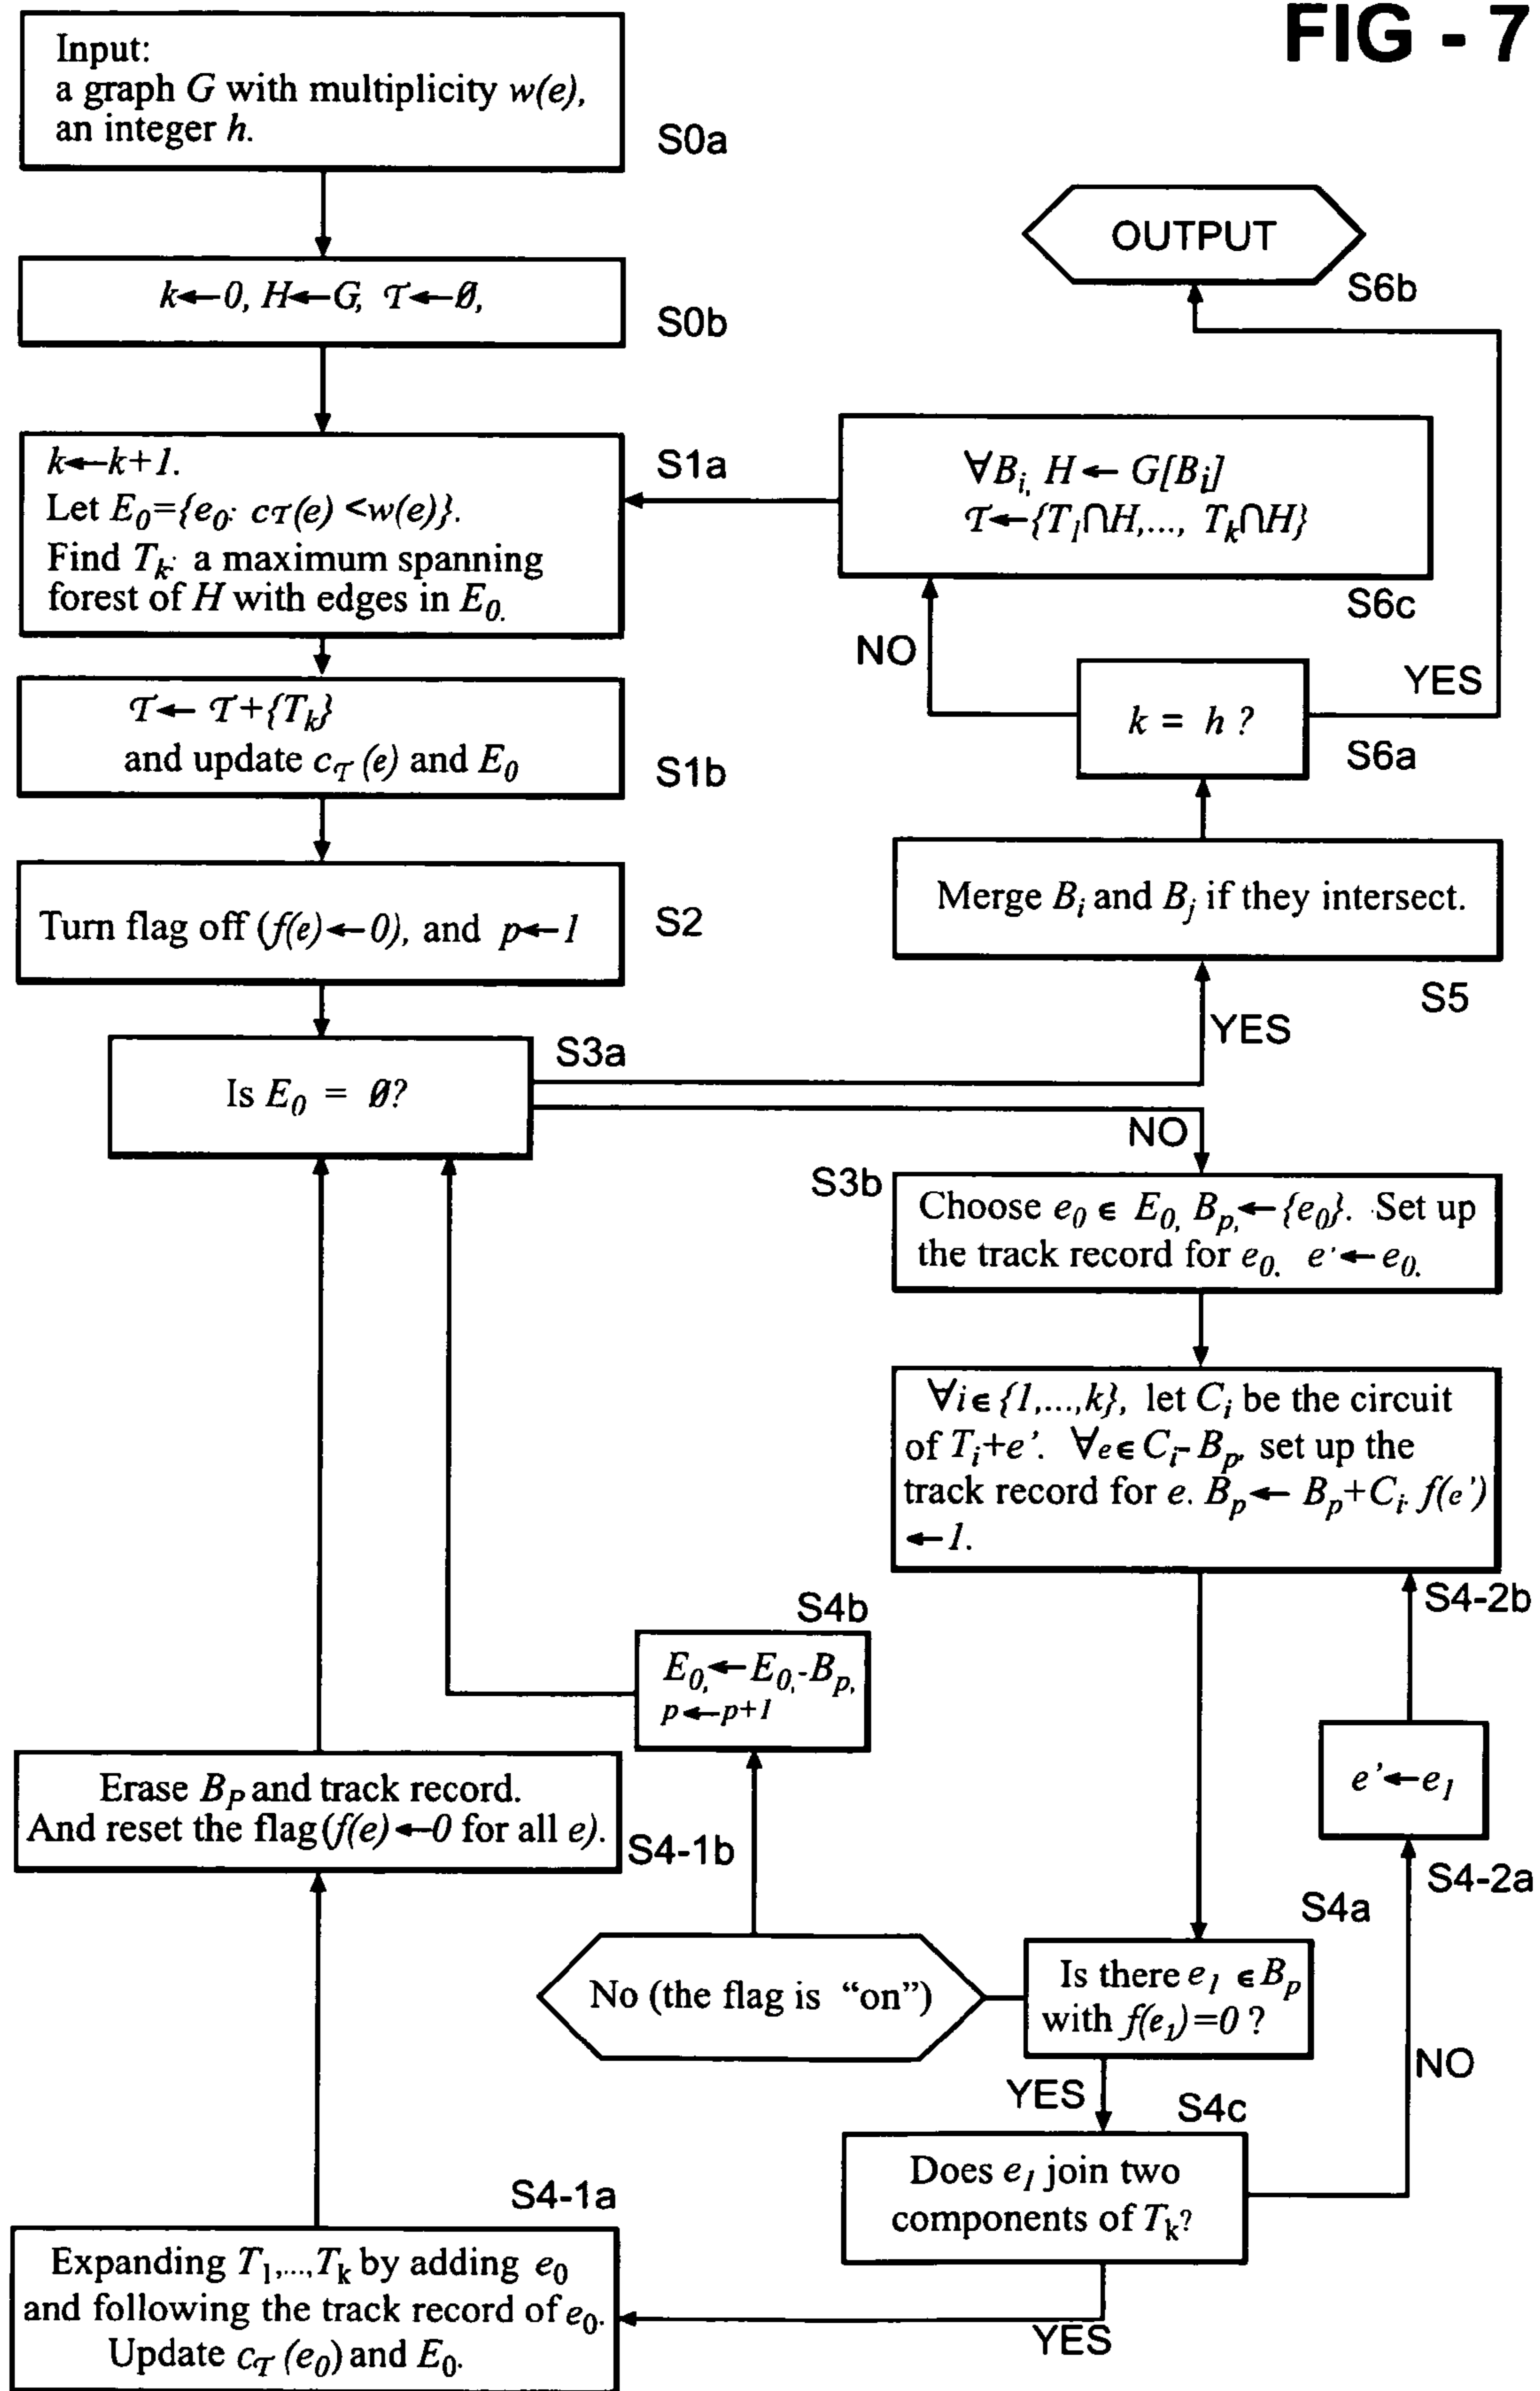 FIG - 7
Input:
a graph G with multiplicity w(e),
an integer h.
S0a
k←0, H←G, 𝒯←∅,
S0b
k←k+1.
Let E0={e0: c𝒯(e) <w(e)}.
Find Tk: a maximum spanning
forest of H with edges in E0.
S1a
𝒯← 𝒯+{Tk}
and update c𝒯 (e) and E0
S1b
Turn flag off (f(e)←0), and p←1
S2
Is E0 = ∅?
S3a
YES
NO
OUTPUT
S6b
∀Bi, H← G[Bi]
𝒯←{T1∩H,..., Tk∩H}
S6c
NO
YES
k = h ?
S6a
Merge Bi and Bj if they intersect.
S5
S3b
Choose e0 ∈ E0, Bp,←{e0}. Set up
the track record for e0. e'←e0.
∀i∈{1,...,k}, let Ci be the circuit
of Ti+e'. ∀e∈Ci-Bp, set up the
track record for e. Bp← Bp+Ci. f(e')
←1.
S4-2b
S4b
E0,←E0,-Bp,
p←p+1
e'←e1
S4-2a
Erase BP and track record.
And reset the flag(f(e)←0 for all e).
S4-1b
S4a
No (the flag is "on")
Is there e1 ∈Bp
with f(e1)=0 ?
NO
YES
S4c
Does e1 join two
components of Tk?
YES
S4-1a
Expanding T1,...,Tk by adding e0
and following the track record of e0.
Update c𝒯 (e0) and E0.